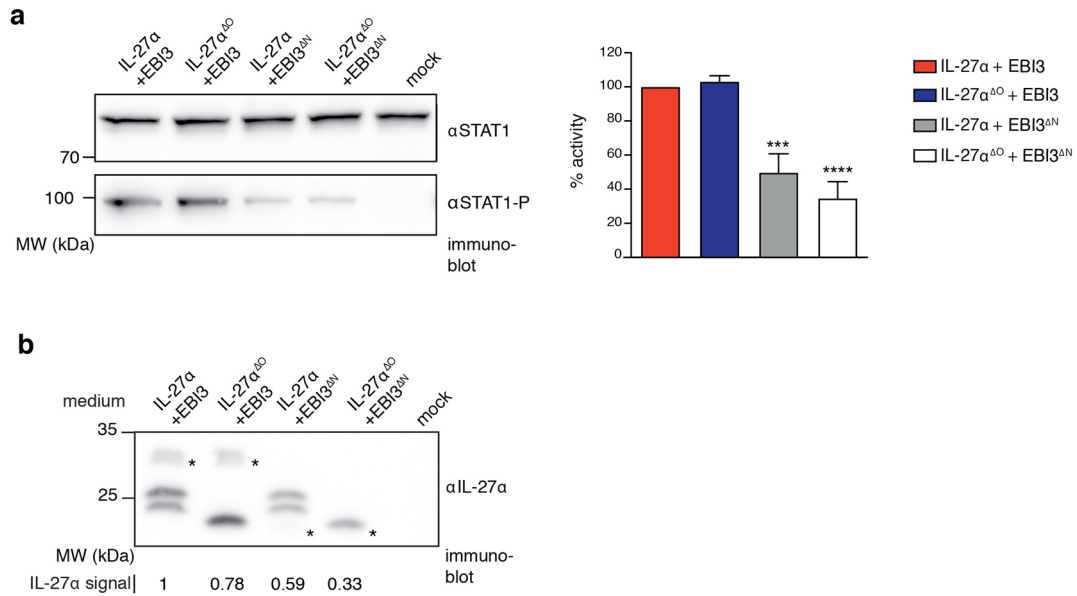 a
IL-27α
+EBI3
IL-27α^ΔO
+EBI3
IL-27α
+EBI3^ΔN
IL-27α^ΔO
+EBI3^ΔN
mock
αSTAT1
70
100
αSTAT1-P
MW (kDa)
immuno-
blot
120
100
80
60
40
20
0
% activity
***
****
IL-27α + EBI3
IL-27α^ΔO + EBI3
IL-27α + EBI3^ΔN
IL-27α^ΔO + EBI3^ΔN
b
medium
IL-27α
+EBI3
IL-27α^ΔO
+EBI3
IL-27α
+EBI3^ΔN
IL-27α^ΔO
+EBI3^ΔN
mock
35
* *
25
αIL-27α
* *
MW (kDa)
immuno-
blot
IL-27α signal 1 0.78 0.59 0.33